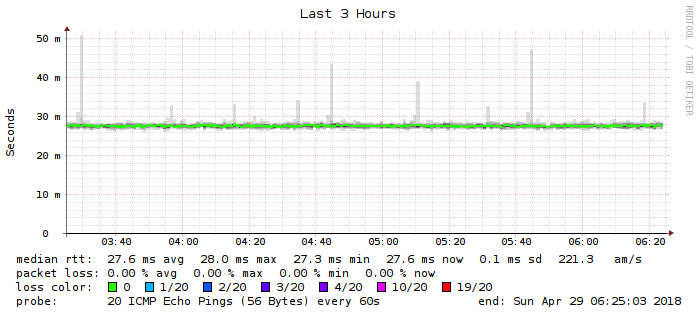 Last 3 Hours
RRDTOOL / TOBI OETIKER
Seconds
50 m
40 m
30 m
20 m
10 m
0
03:40 04:00 04:20 04:40 05:00 05:20 05:40 06:00 06:20
median rtt: 27.6 ms avg 28.0 ms max 27.3 ms min 27.6 ms now 0.1 ms sd 221.3 am/s
packet loss: 0.00 % avg 0.00 % max 0.00 % min 0.00 % now
loss color: 0 1/20 2/20 3/20 4/20 10/20 19/20
probe: 20 ICMP Echo Pings (56 Bytes) every 60s end: Sun Apr 29 06:25:03 2018